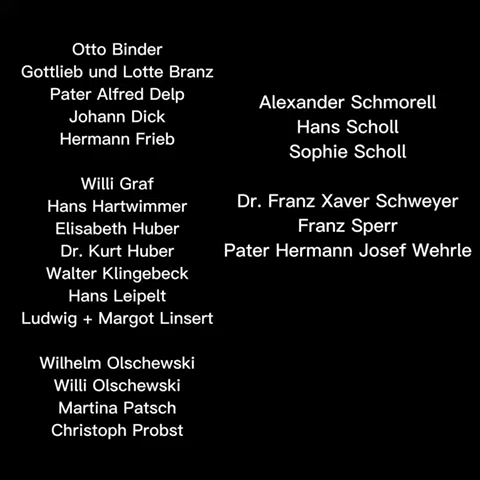 Otto Binder
Gottlieb und Lotte Branz
Pater Alfred Delp
Johann Dick
Hermann Frieb
Willi Graf
Hans Hartwimmer
Elisabeth Huber
Dr. Kurt Huber
Walter Klingebeck
Hans Leipelt
Ludwig + Margot Linsert
Wilhelm Olschewski
Willi Olschewski
Martina Patsch
Christoph Probst
Alexander Schmorell
Hans Scholl
Sophie Scholl
Dr. Franz Xaver Schweyer
Franz Sperr
Pater Hermann Josef Wehrle